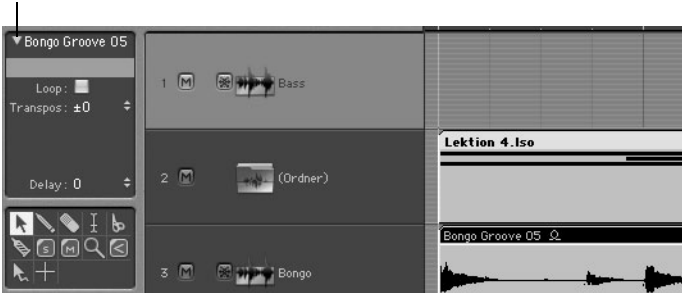 Bongo Groove 05
Loop:
Transpos: ±0
Delay: 0
S M
1 M Bass
2 M (Ordner)
3 M Bongo
Lektion 4.lso
Bongo Groove 05